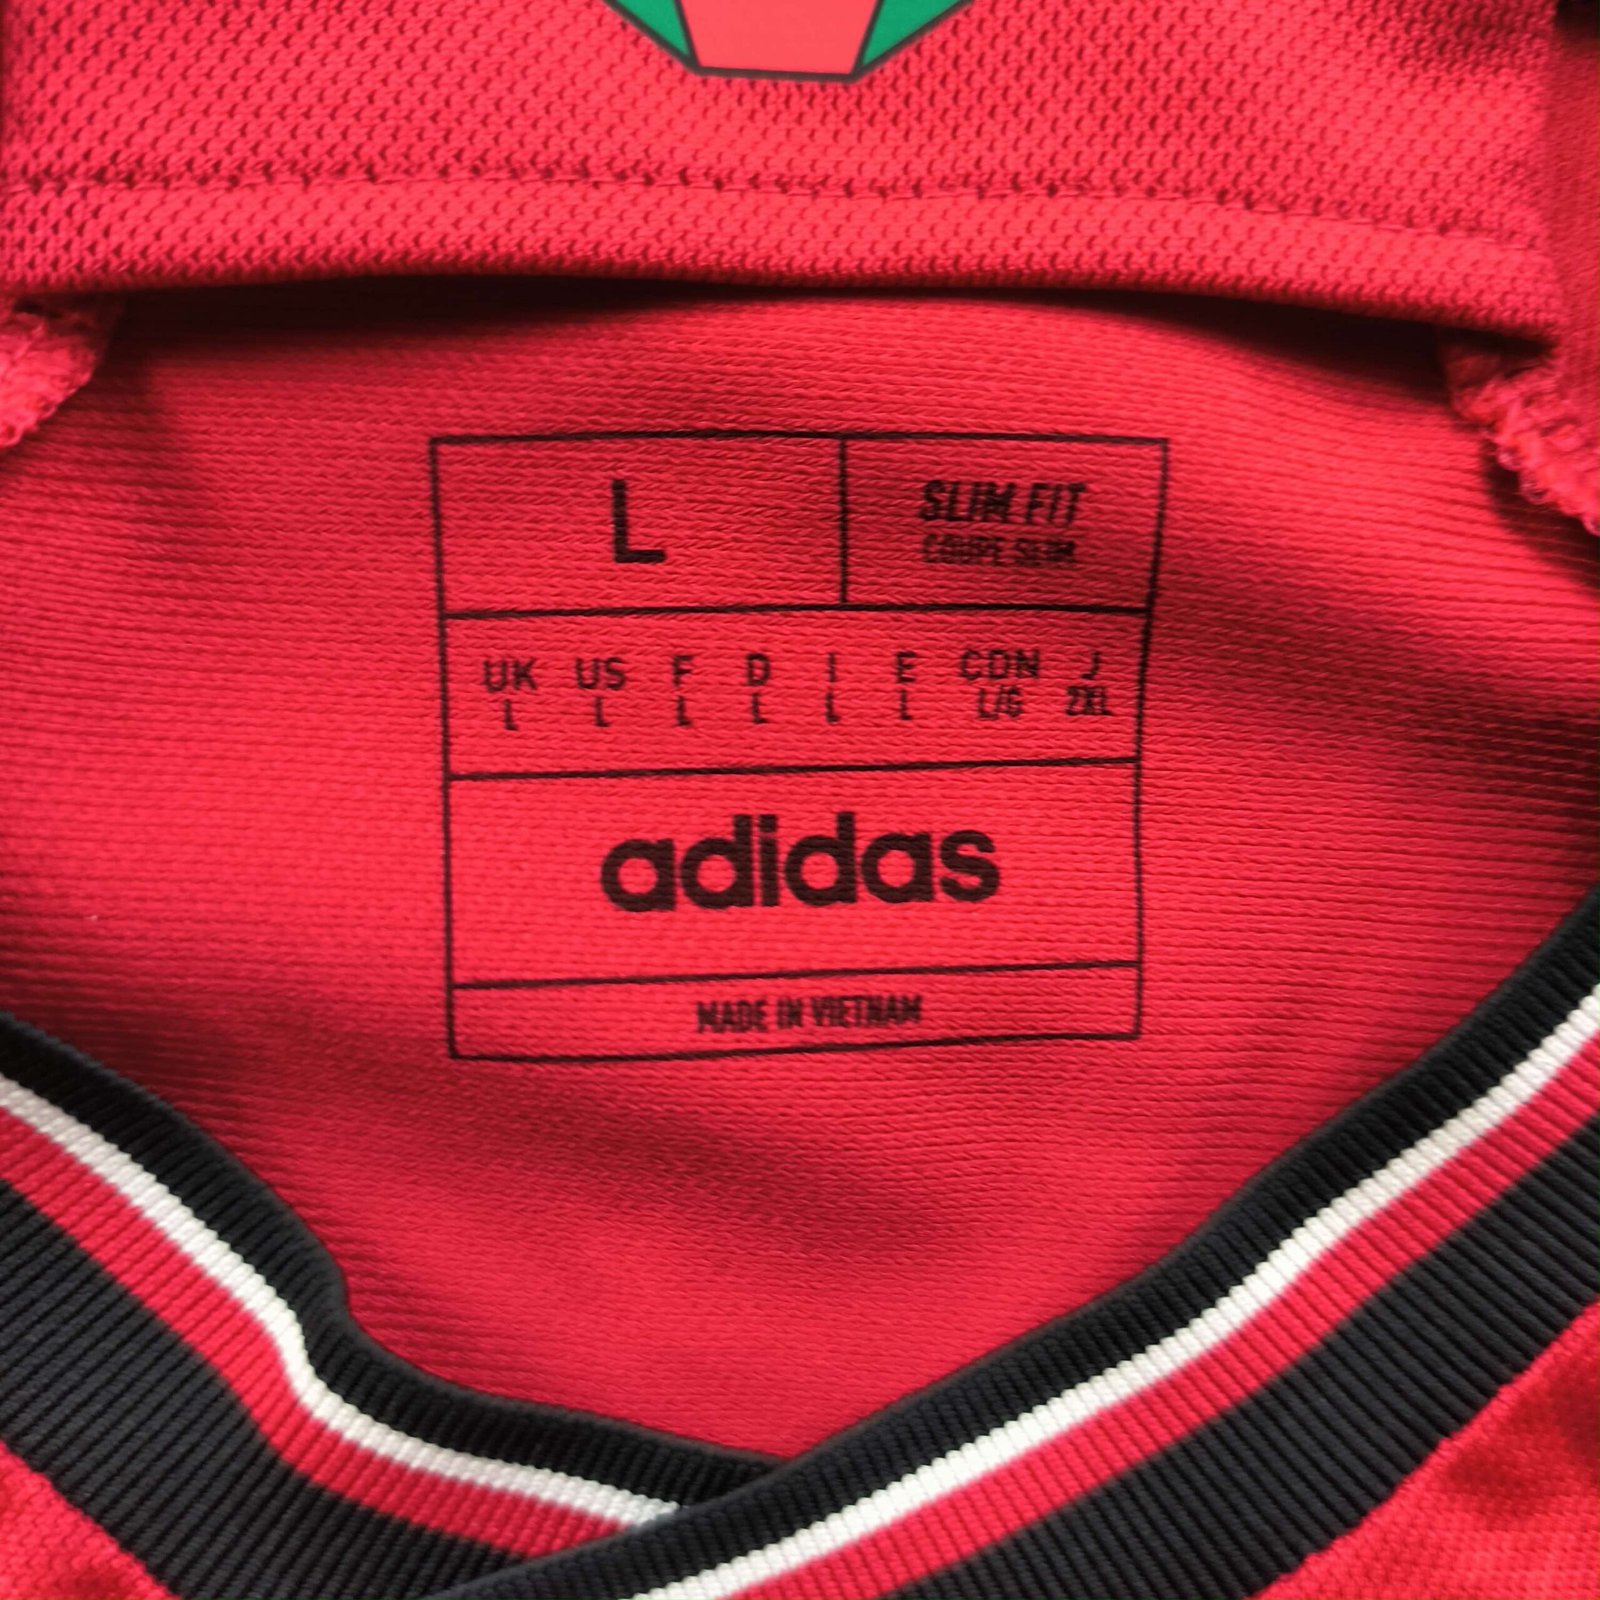 L
SLIM FIT
COUPE SLIM
UK US F D I E CDN J
L L L L L L L/G 2XL
adidas
MADE IN VIETNAM